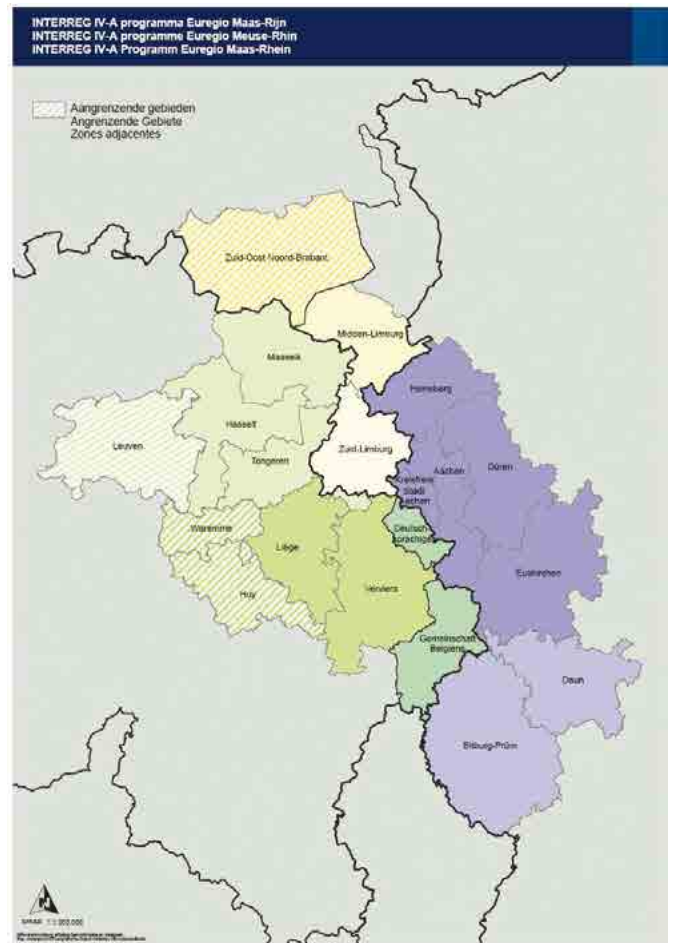 INTERREG IV-A programma Euregio Maas-Rijn
INTERREG IV-A programme Euregio Meuse-Rhin
INTERREG IV-A Programm Euregio Maas-Rhein
Aangrenzende gebieden
Angrenzende Gebiete
Zones adjacentes
Zuid-Oost Noord-Brabant
Midden-Limburg
Maaseik
Heinsberg
Hasselt
Leuven
Zuid-Limburg
Aachen
Düren
Tongeren
Kreisfreie
Stadt
Aachen
Waremme
Deutsch-
sprachige
Liège
Euskirchen
Huy
Verviers
Gemeinschaft
Belgiens
Daun
Bitburg-Prüm